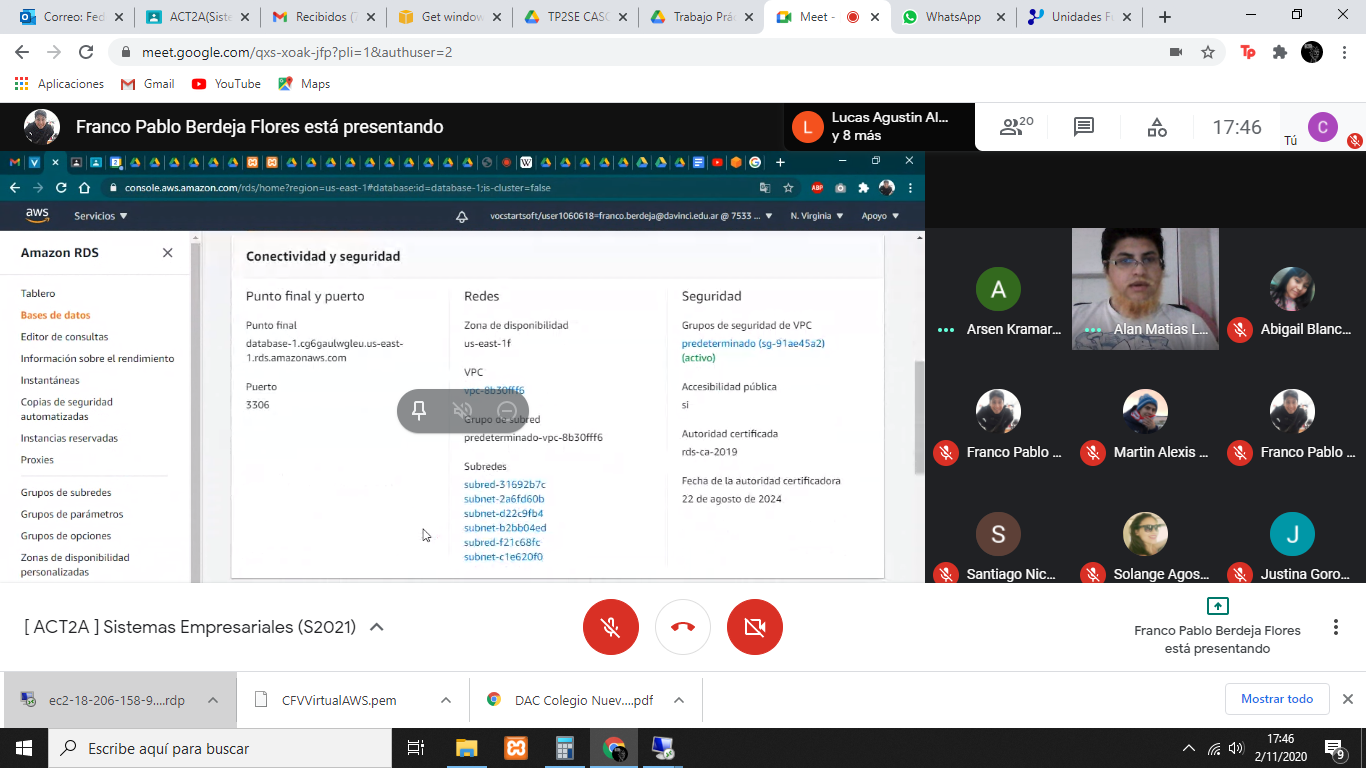 Correo: Fed
ACT2A(Siste
Recibidos (7
Get window
TP2SE CASO
Trabajo Prác
Meet -
WhatsApp
Unidades Fu
meet.google.com/qxs-xoak-jfp?pli=1&authuser=2
Aplicaciones
Gmail
YouTube
Maps
Franco Pablo Berdeja Flores está presentando
L
Lucas Agustin Al...
y 8 más
20
17:46
Tú
C
console.aws.amazon.com/rds/home?region=us-east-1#database:id=database-1;is-cluster=false
ABP
aws
Servicios
vocstartsoft/user1060618=franco.berdeja@davinci.edu.ar @ 7533 ...
N. Virginia
Apoyo
Amazon RDS
Tablero
Bases de datos
Editor de consultas
Información sobre el rendimiento
Instantáneas
Copias de seguridad
automatizadas
Instancias reservadas
Proxies
Grupos de subredes
Grupos de parámetros
Grupos de opciones
Zonas de disponibilidad
personalizadas
Conectividad y seguridad
Punto final y puerto
Punto final
database-1.cg6gaulwgleu.us-east-
1.rds.amazonaws.com
Puerto
3306
Redes
Zona de disponibilidad
us-east-1f
VPC
vpc-8b30fff6
Grupo de subred
predeterminado-vpc-8b30fff6
Subredes
subred-31692b7c
subnet-2a6fd60b
subnet-d22c9fb4
subnet-b2bb04ed
subred-f21c68fc
subnet-c1e620f0
Seguridad
Grupos de seguridad de VPC
predeterminado (sg-91ae45a2)
(activo)
Accesibilidad pública
si
Autoridad certificada
rds-ca-2019
Fecha de la autoridad certificadora
22 de agosto de 2024
A
Arsen Kramar...
Alan Matias L...
Abigail Blanc...
Franco Pablo ...
Martin Alexis ...
Franco Pablo ...
S
Santiago Nic...
Solange Agos...
J
Justina Goro...
[ ACT2A ] Sistemas Empresariales (S2021)
Franco Pablo Berdeja Flores
está presentando
ec2-18-206-158-9....rdp
CFVVirtualAWS.pem
DAC Colegio Nuev....pdf
Mostrar todo
Escribe aquí para buscar
17:46
2/11/2020
9